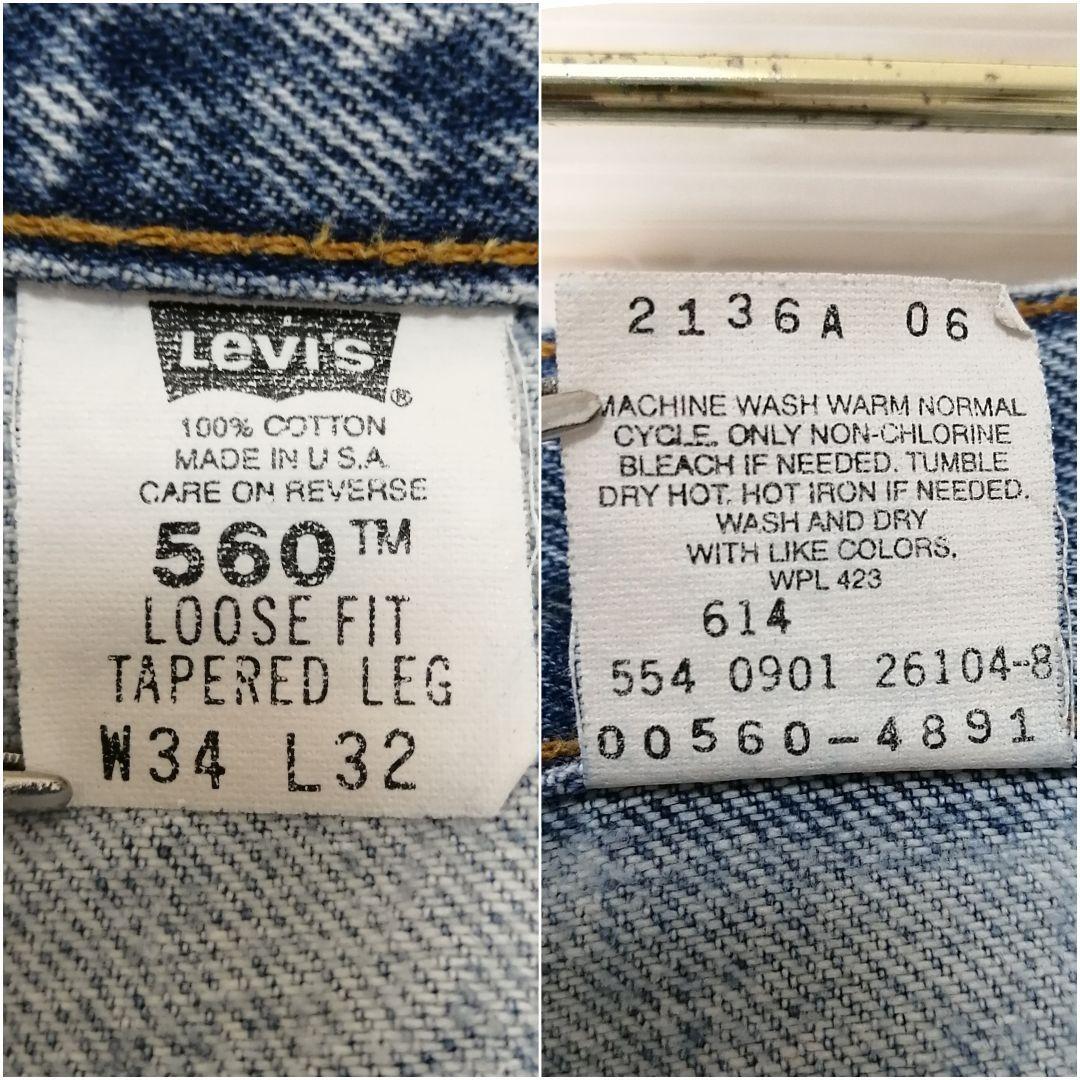 Levi's®
100% COTTON
MADE IN U.S.A.
CARE ON REVERSE
560™
LOOSE FIT
TAPERED LEG
W34 L32
2136A 06
MACHINE WASH WARM NORMAL
CYCLE. ONLY NON-CHLORINE
BLEACH IF NEEDED. TUMBLE
DRY HOT. HOT IRON IF NEEDED.
WASH AND DRY
WITH LIKE COLORS.
WPL 423
614
554 0901 26104-8
00560-4891